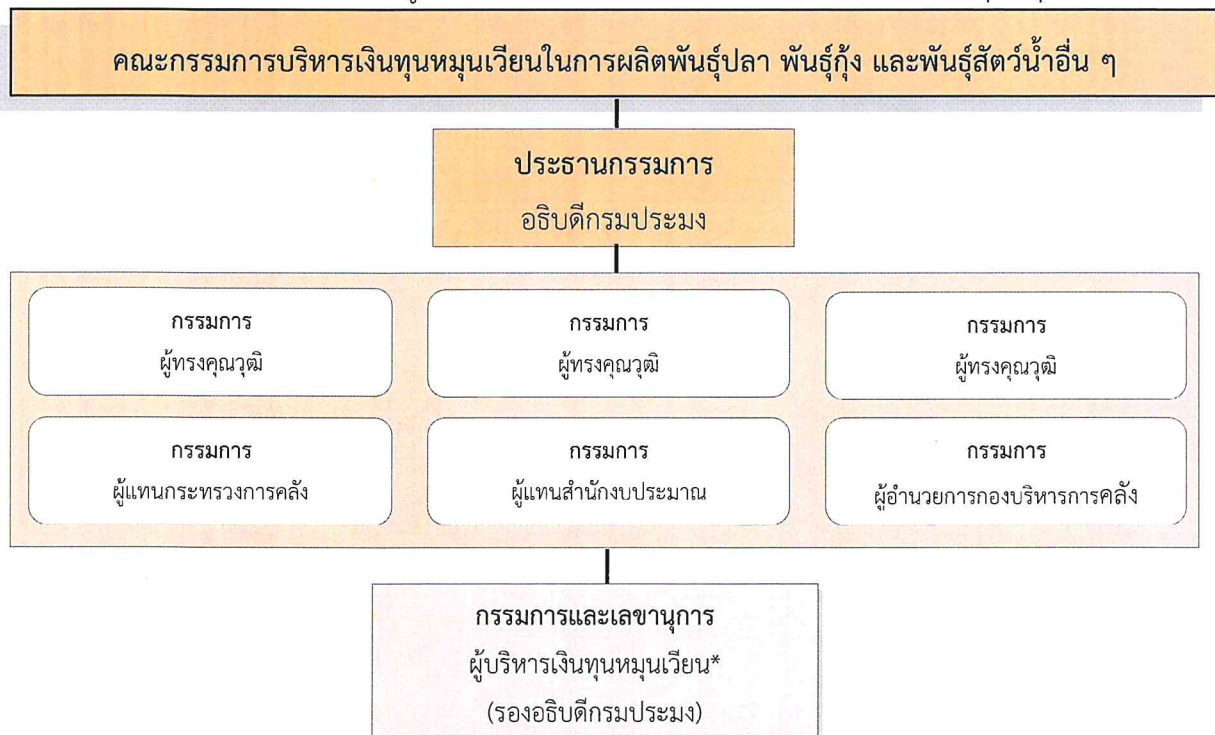 คณะกรรมการบริหารเงินทุนหมุนเวียนในการผลิตพันธุ์ปลา พันธุ์กุ้ง และพันธุ์สัตว์น้ำอื่น ๆ
ประธานกรรมการ
อธิบดีกรมประมง
กรรมการ
ผู้ทรงคุณวุฒิ
กรรมการ
ผู้ทรงคุณวุฒิ
กรรมการ
ผู้ทรงคุณวุฒิ
กรรมการ
ผู้แทนกระทรวงการคลัง
กรรมการ
ผู้แทนสำนักงบประมาณ
กรรมการ
ผู้อำนวยการกองบริหารการคลัง
กรรมการและเลขานุการ
ผู้บริหารเงินทุนหมุนเวียน*
(รองอธิบดีกรมประมง)